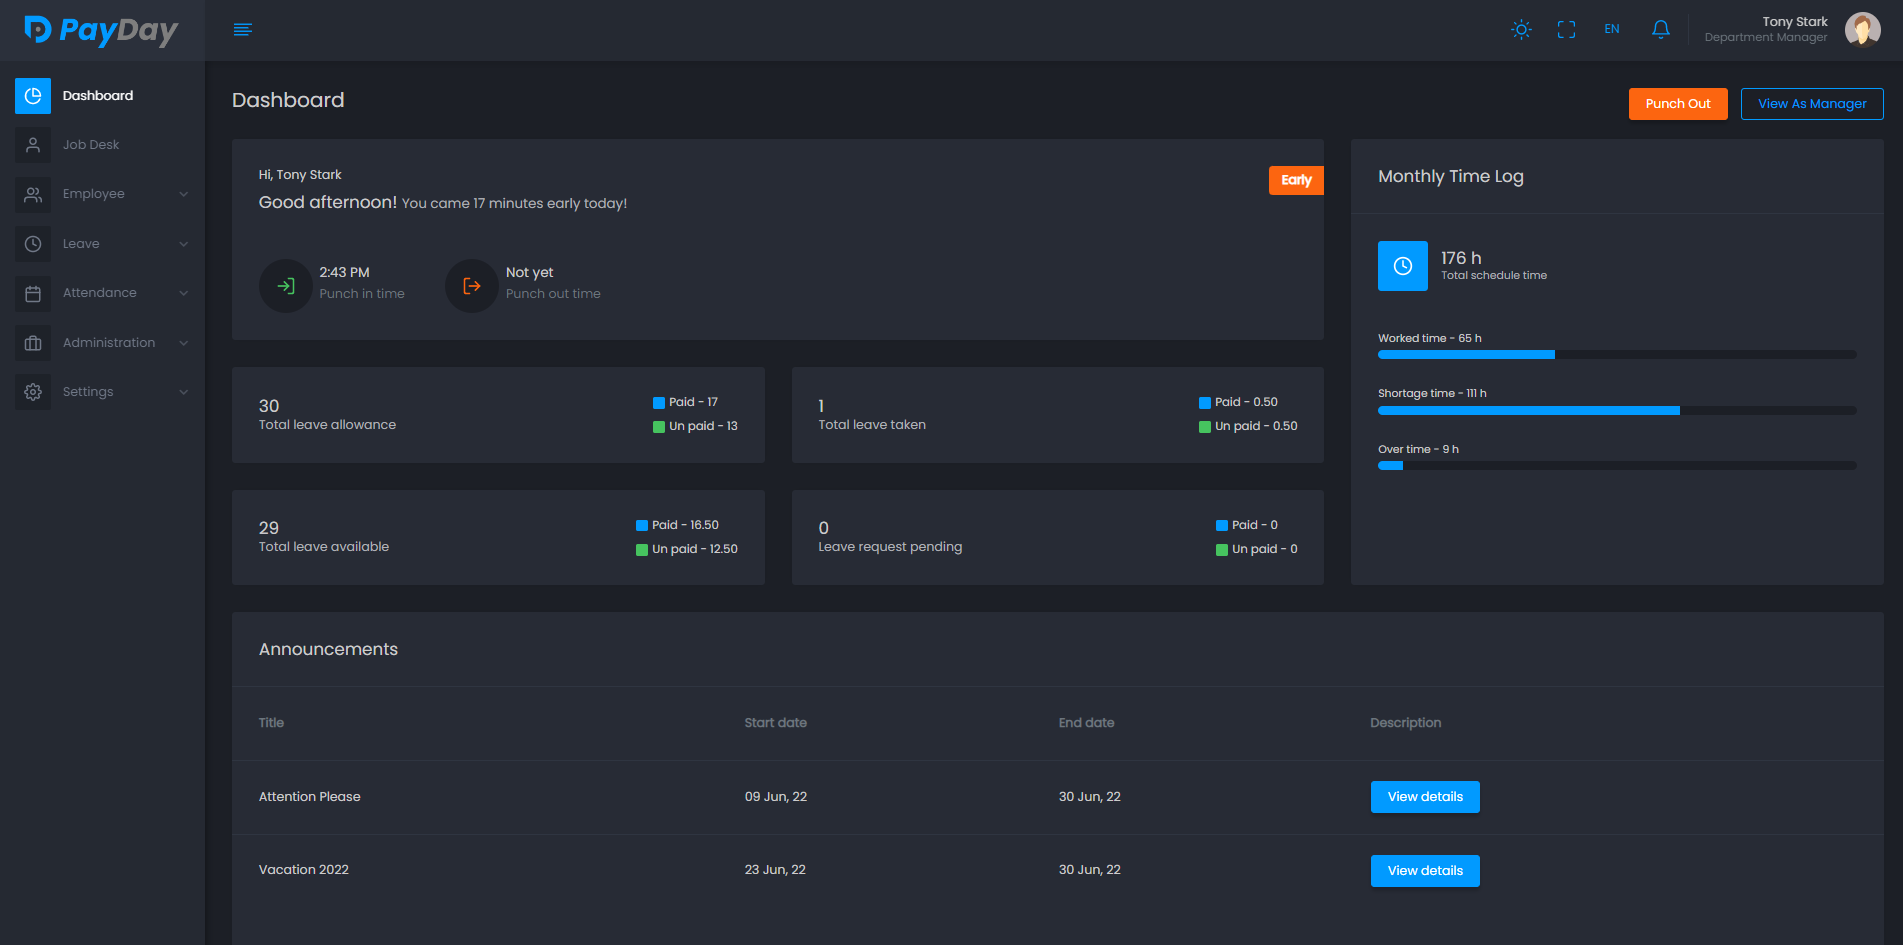 PayDay
EN
Tony Stark
Department Manager
Dashboard
Job Desk
Employee
Leave
Attendance
Administration
Settings
Dashboard
Punch Out
View As Manager
Hi, Tony Stark
Early
Good afternoon! You came 17 minutes early today!
2:43 PM
Punch in time
Not yet
Punch out time
30
Total leave allowance
Paid - 17
Un paid - 13
1
Total leave taken
Paid - 0.50
Un paid - 0.50
29
Total leave available
Paid - 16.50
Un paid - 12.50
0
Leave request pending
Paid - 0
Un paid - 0
Monthly Time Log
176 h
Total schedule time
Worked time - 65 h
Shortage time - 111 h
Over time - 9 h
Announcements
Title Start date End date Description
Attention Please 09 Jun, 22 30 Jun, 22 View details
Vacation 2022 23 Jun, 22 30 Jun, 22 View details